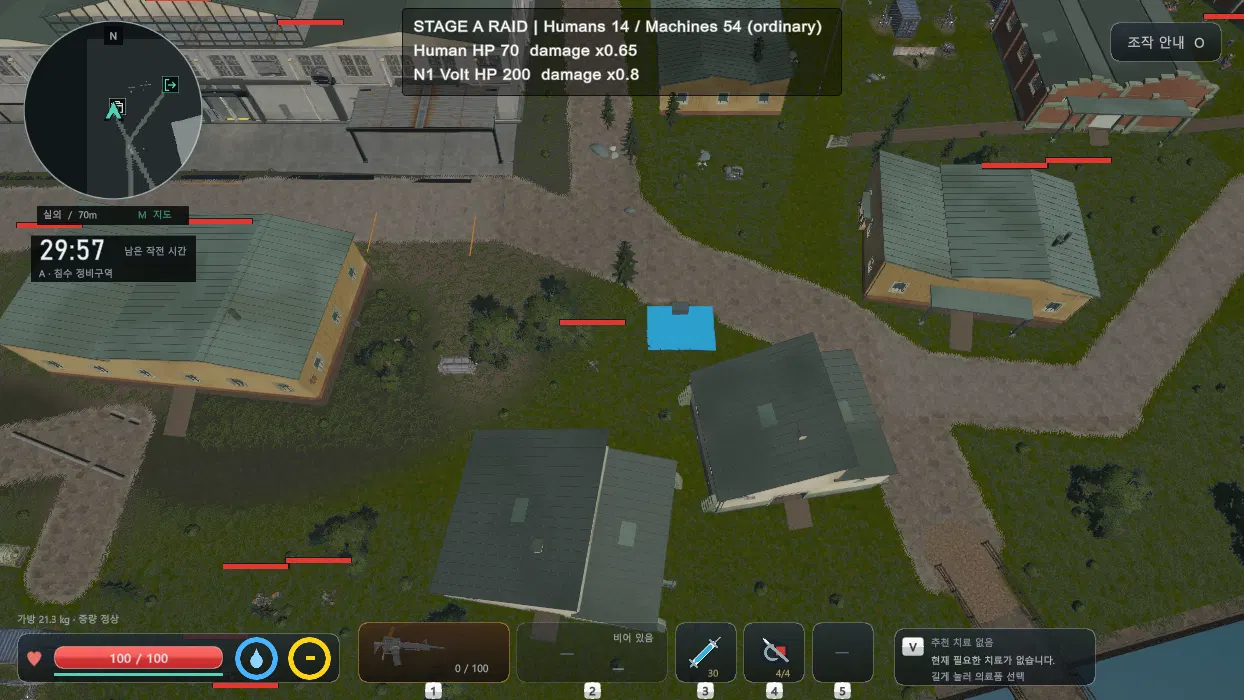 STAGE A RAID | Humans 14 / Machines 54 (ordinary)
Human HP 70 damage x0.65
N1 Volt HP 200 damage x0.8
조작 안내 O
N
실외 / 70m M 지도
29:57 남은 작전 시간
A · 침수 정비구역
가방 21.3 kg · 중량 정상
100 / 100
0 / 100
비어 있음
30
4/4
1
2
3
4
5
V
추천 치료 없음
현재 필요한 치료가 없습니다.
길게 눌러 의료품 선택